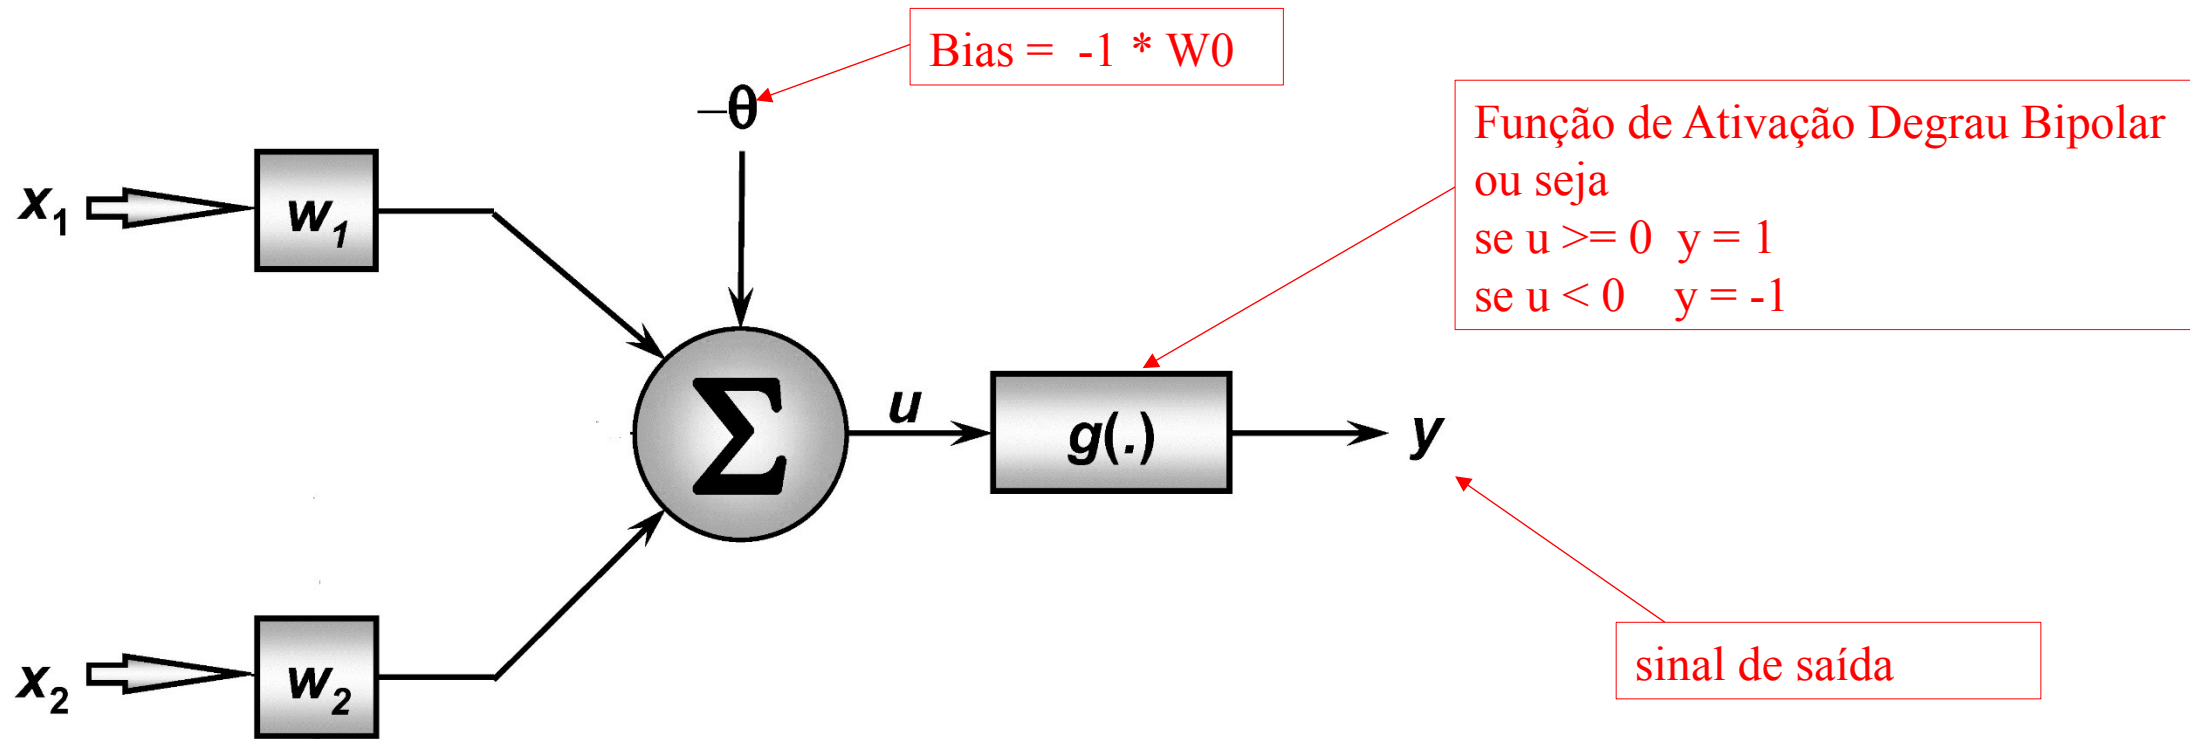 Bias = -1 * W0
−θ
Função de Ativação Degrau Bipolar
ou seja
se u >= 0 y = 1
se u < 0 y = -1
x1
w1
Σ
u
g(.)
y
x2
w2
sinal de saída